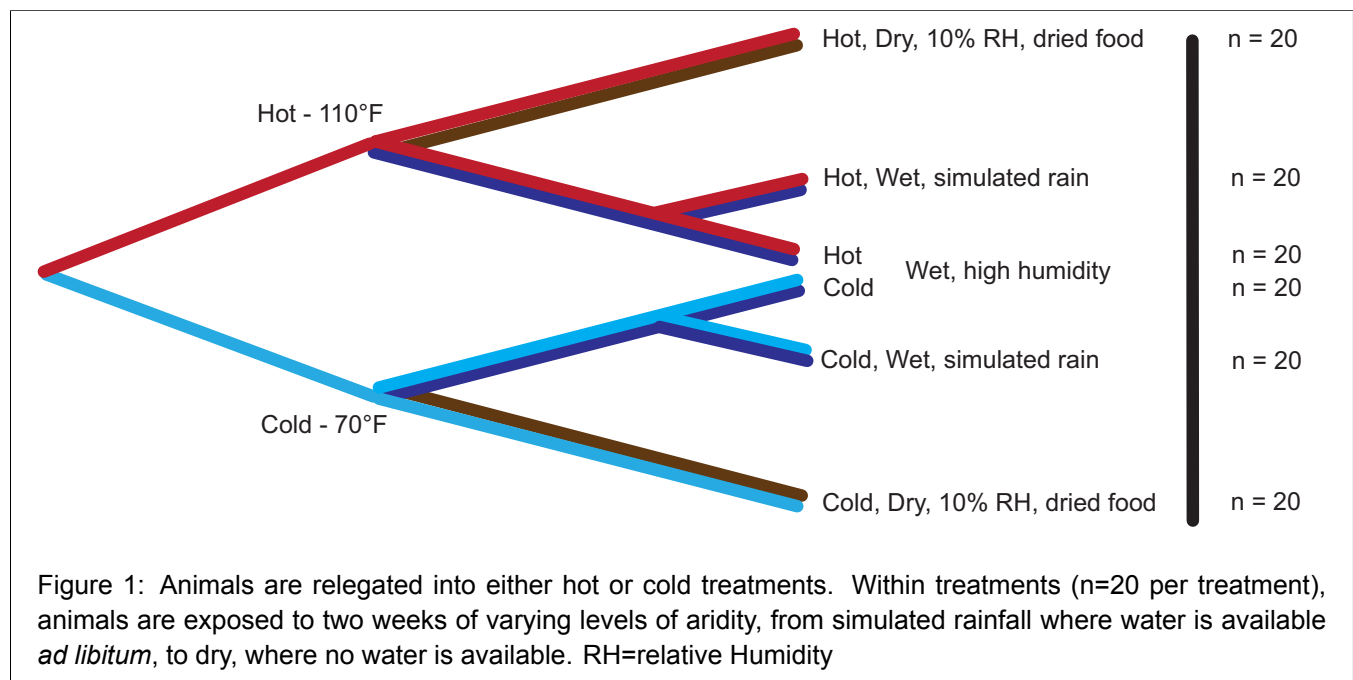 Hot, Dry, 10% RH, dried food n = 20
Hot - 110°F
Hot, Wet, simulated rain n = 20
Hot n = 20
Wet, high humidity
Cold n = 20
Cold, Wet, simulated rain n = 20
Cold - 70°F
Cold, Dry, 10% RH, dried food n = 20
Figure 1: Animals are relegated into either hot or cold treatments. Within treatments (n=20 per treatment),
animals are exposed to two weeks of varying levels of aridity, from simulated rainfall where water is available
ad libitum, to dry, where no water is available. RH=relative Humidity